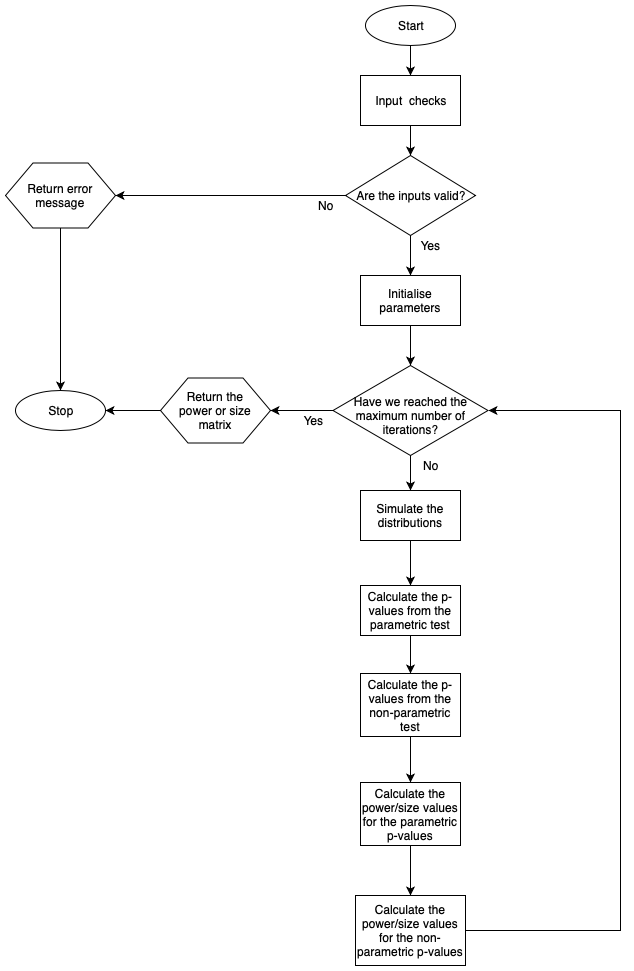 Start
Input checks
Are the inputs valid?
Return error
message
No
Yes
Initialise
parameters
Have we reached the
maximum number of
iterations?
Yes
Return the
power or size
matrix
Stop
No
Simulate the
distributions
Calculate the p-
values from the
parametric test
Calculate the p-
values from the
non-parametric
test
Calculate the
power/size values
for the parametric
p-values
Calculate the
power/size values
for the non-
parametric p-values